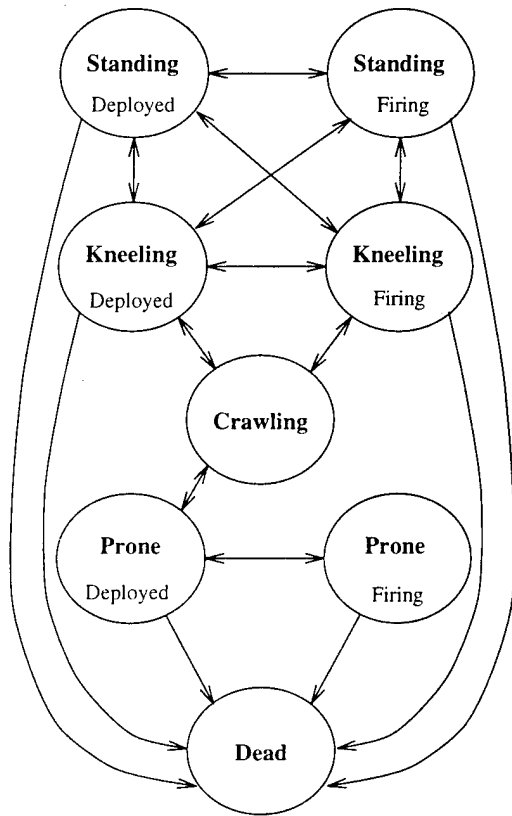 Standing
Deployed
Standing
Firing
Kneeling
Deployed
Kneeling
Firing
Crawling
Prone
Deployed
Prone
Firing
Dead